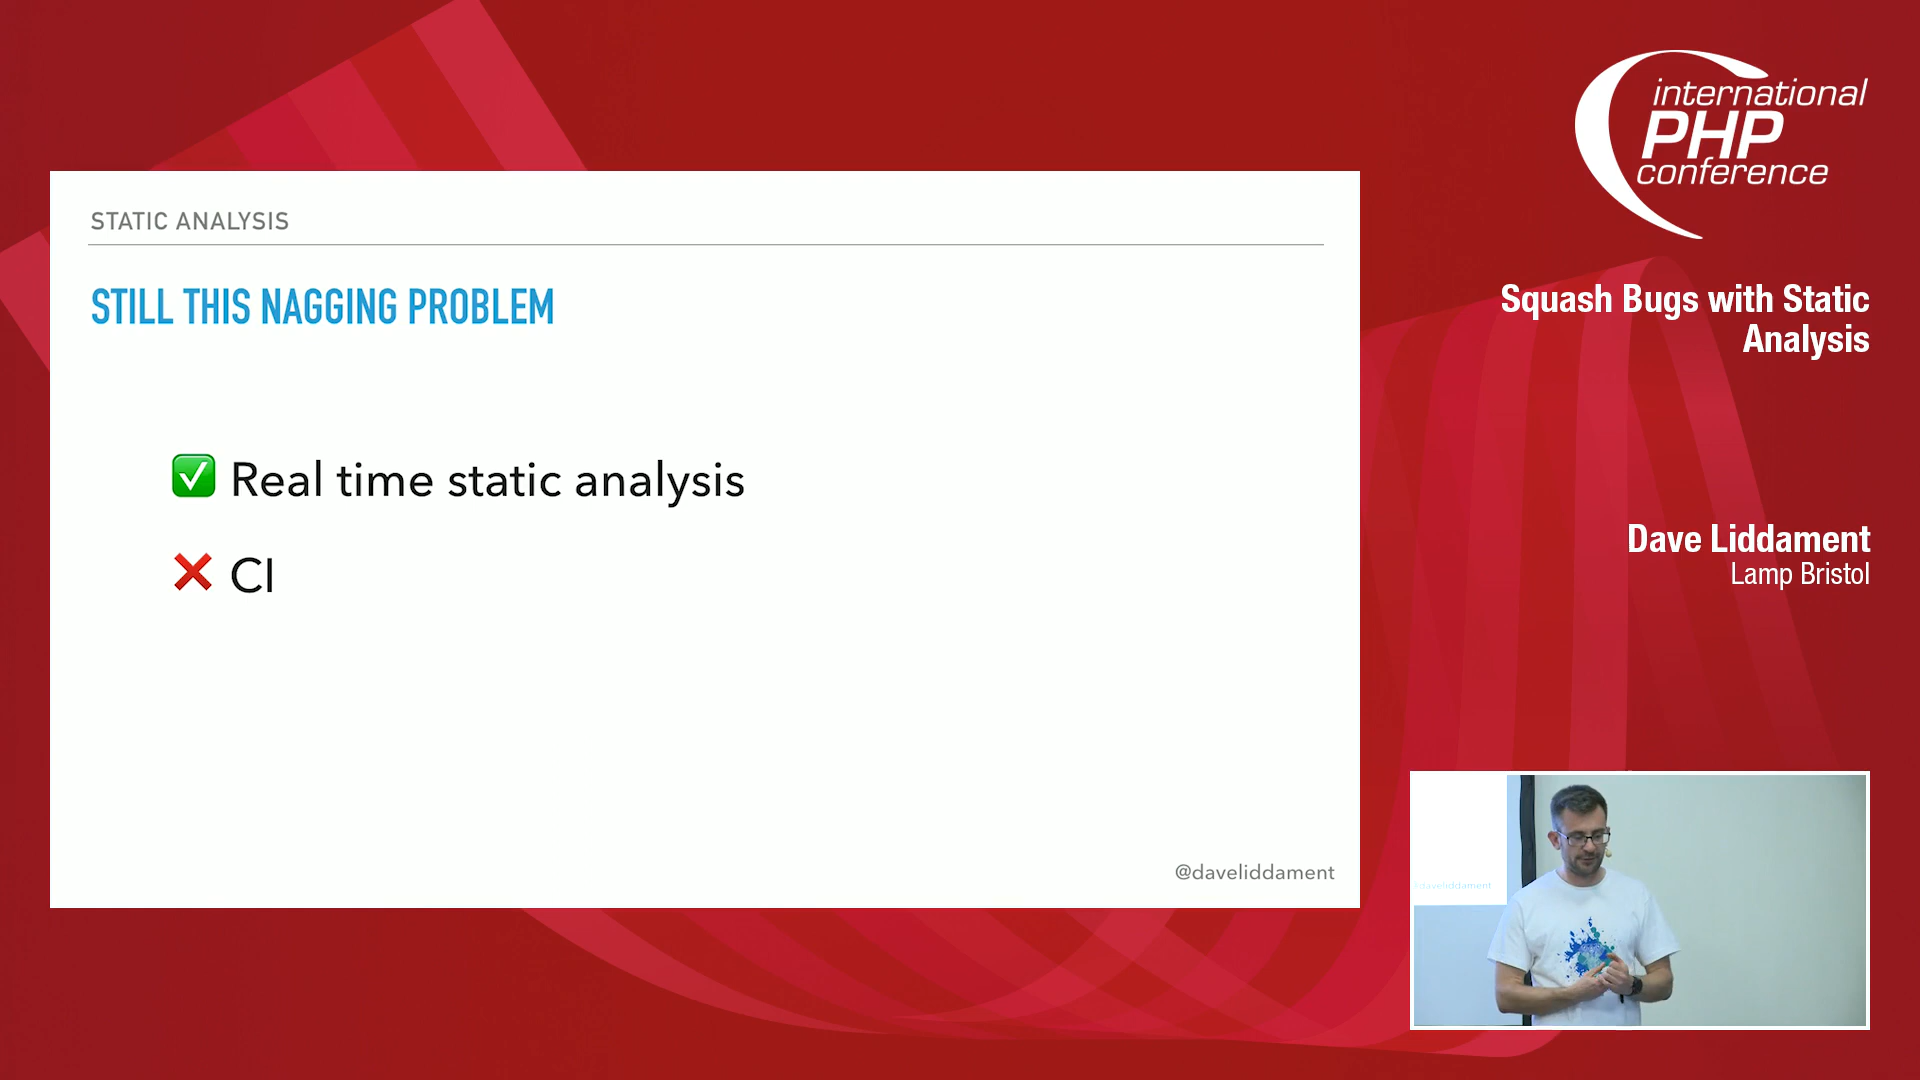 STATIC ANALYSIS
STILL THIS NAGGING PROBLEM
Real time static analysis
CI
@daveliddament
international
PHP
conference
Squash Bugs with Static
Analysis
Dave Liddament
Lamp Bristol
daveliddament